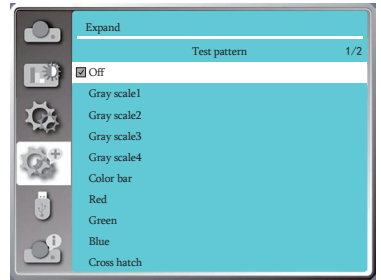 Expand
Test pattern 1/2
Off
Gray scale1
Gray scale2
Gray scale3
Gray scale4
Color bar
Red
Green
Blue
Cross hatch